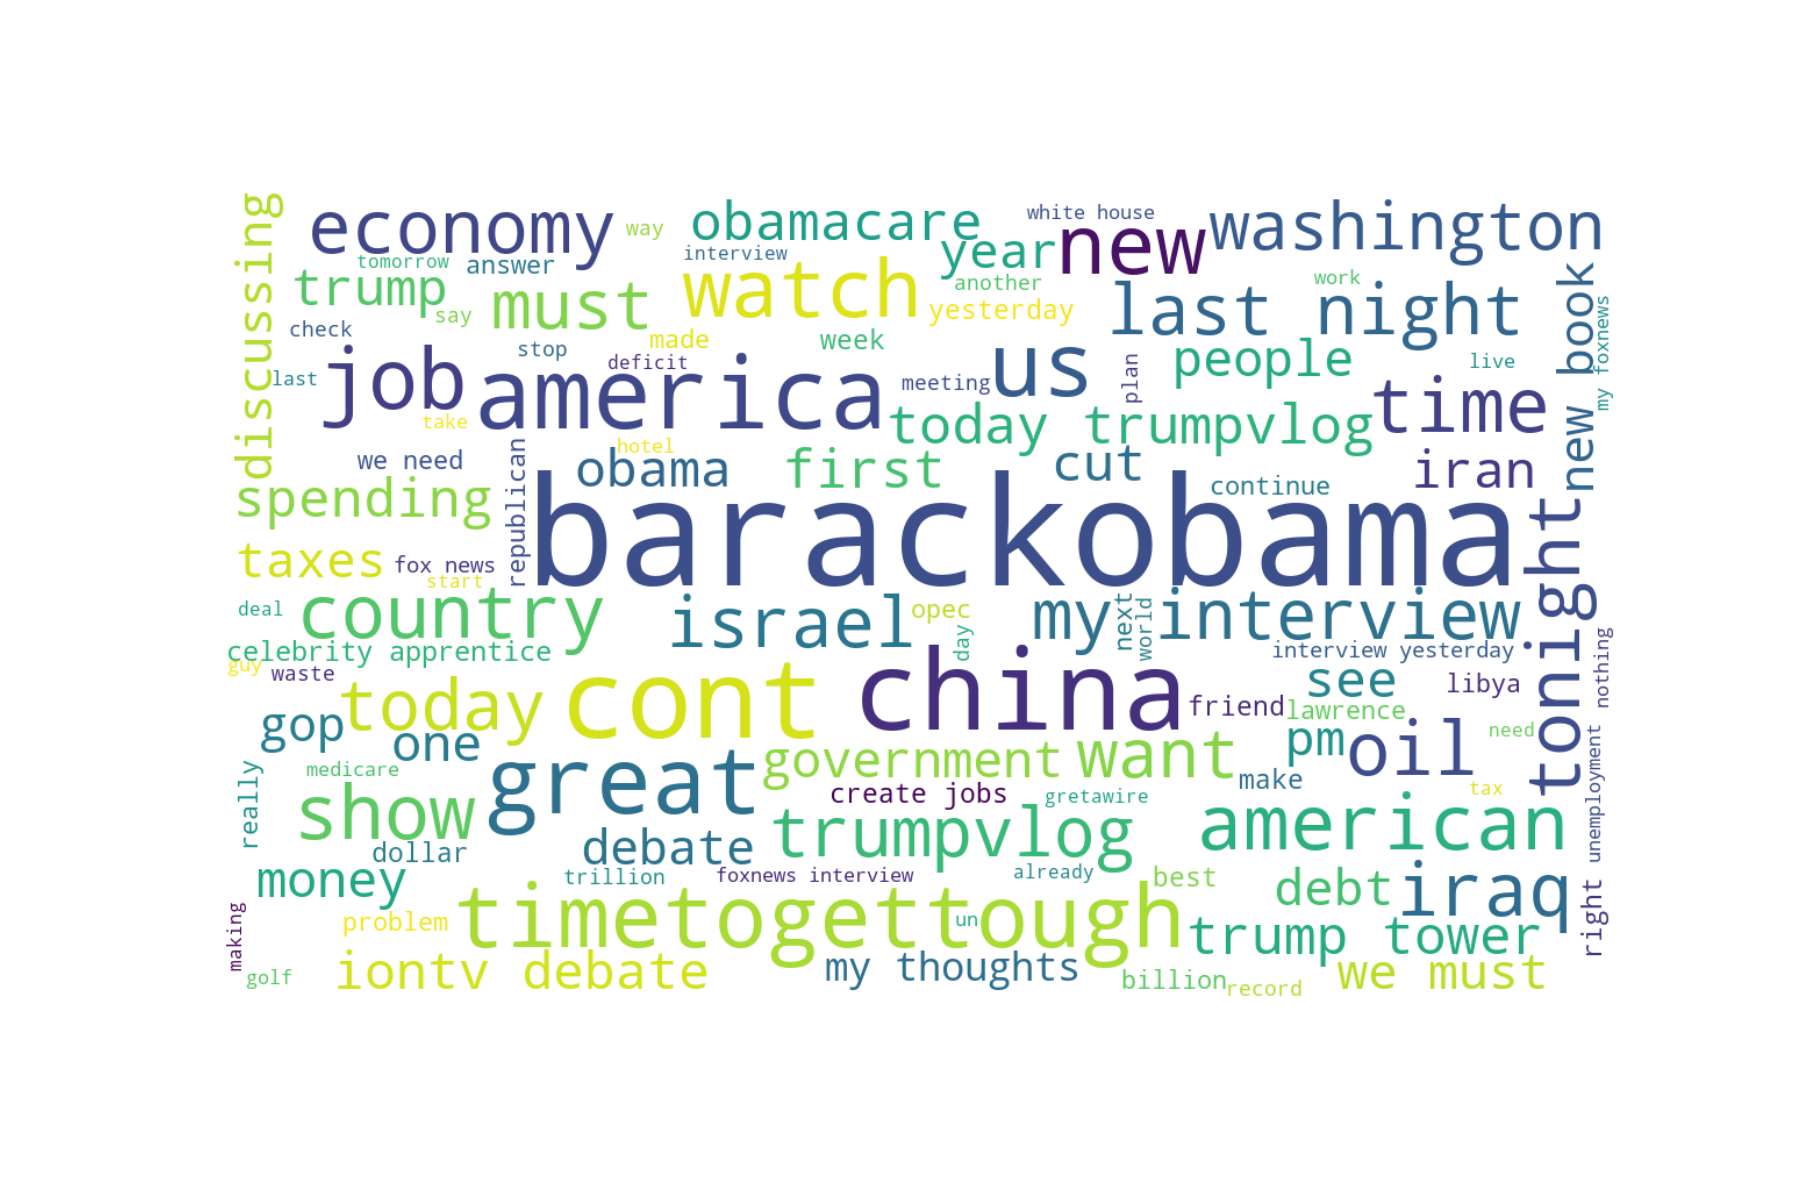 discussing
economy
way
obamacare
white house
new
washington
tomorrow
answer
interview
year
trump
say
must
watch
another
yesterday
last night
work
new book
my foxnews
check
job
stop
made
deficit
week
us
people
live
last
take
america
meeting
plan
today trumpvlog
time
we need
republican
hotel
obama
first
cut
continue
iran
spending
barackobama
tonight
taxes
fox news
start
deal
country
israel
opec
my interview
next
world
day
celebrity apprentice
interview yesterday
nothing
guy
waste
today
cont
china
friend
see
lawrence
libya
gop
one
government
want
pm
oil
need
unemployment
really
medicare
show
great
create jobs
gretawire
make
tax
dollar
debate
trumpvlog
american
money
trillion
foxnews interview
already
best
debt
iraq
right
making
problem
timetogettough
un
trump tower
golf
iontv debate
my thoughts
billion
record
we must